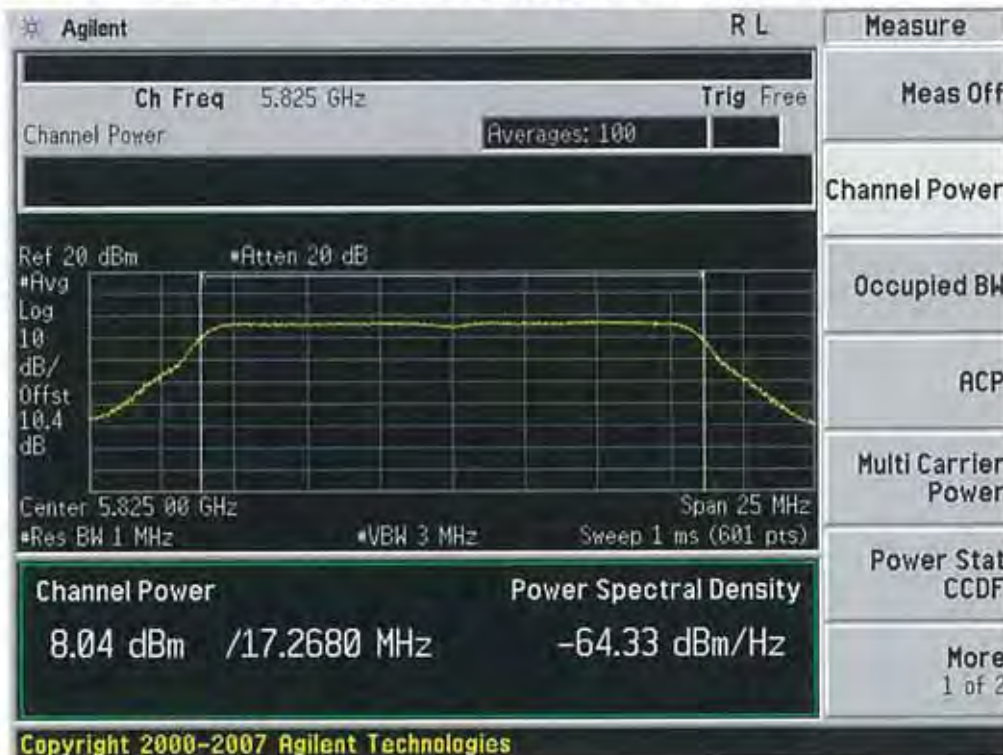 Agilent R L
Measure
Ch Freq 5.825 GHz Trig Free
Channel Power Averages: 100
Meas Off
Channel Power
Occupied BW
ACP
Multi Carrier
Power
Power Stat
CCDF
More
1 of 2
Ref 20 dBm #Atten 20 dB
#Avg
Log
10
dB/
Offst
10.4
dB
Center 5.825 00 GHz Span 25 MHz
#Res BW 1 MHz #VBW 3 MHz Sweep 1 ms (601 pts)
Channel Power Power Spectral Density
8.04 dBm /17.2680 MHz -64.33 dBm/Hz
Copyright 2000-2007 Agilent Technologies